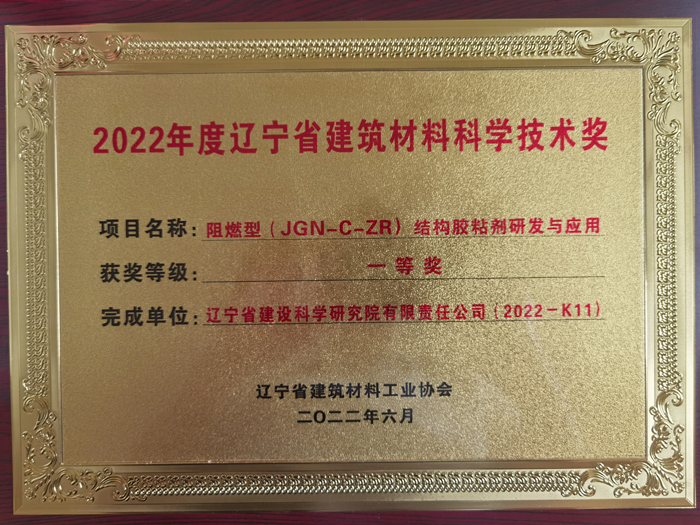 2022年度辽宁省建筑材料科学技术奖
项目名称：阻燃型（JGN-C-ZR）结构胶粘剂研发与应用
获奖等级：一等奖
完成单位：辽宁省建设科学研究院有限责任公司（2022－K11）
辽宁省建筑材料工业协会
二〇二二年六月